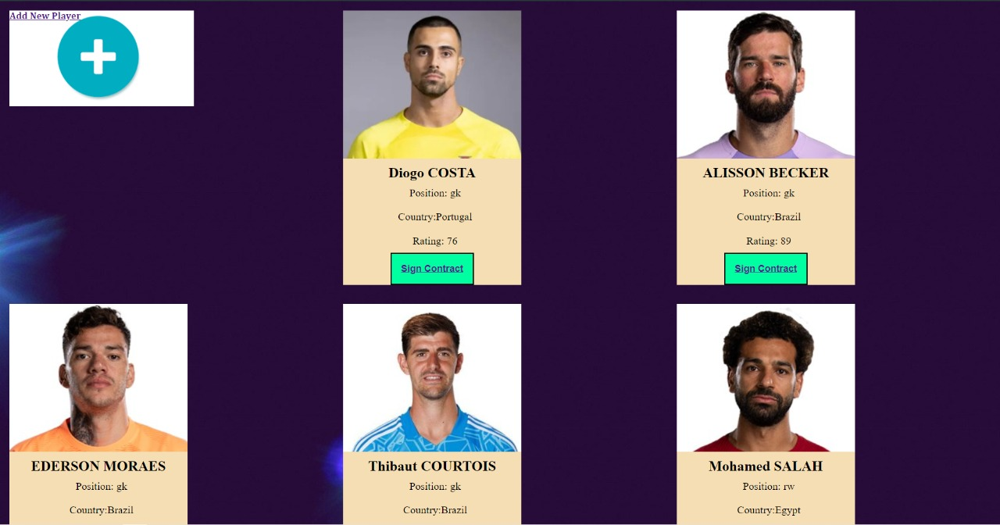 Add New Player
Diogo COSTA
Position: gk
Country:Portugal
Rating: 76
Sign Contract
ALISSON BECKER
Position: gk
Country:Brazil
Rating: 89
Sign Contract
EDERSON MORAES
Position: gk
Country:Brazil
Thibaut COURTOIS
Position: gk
Country:Brazil
Mohamed SALAH
Position: rw
Country:Egypt